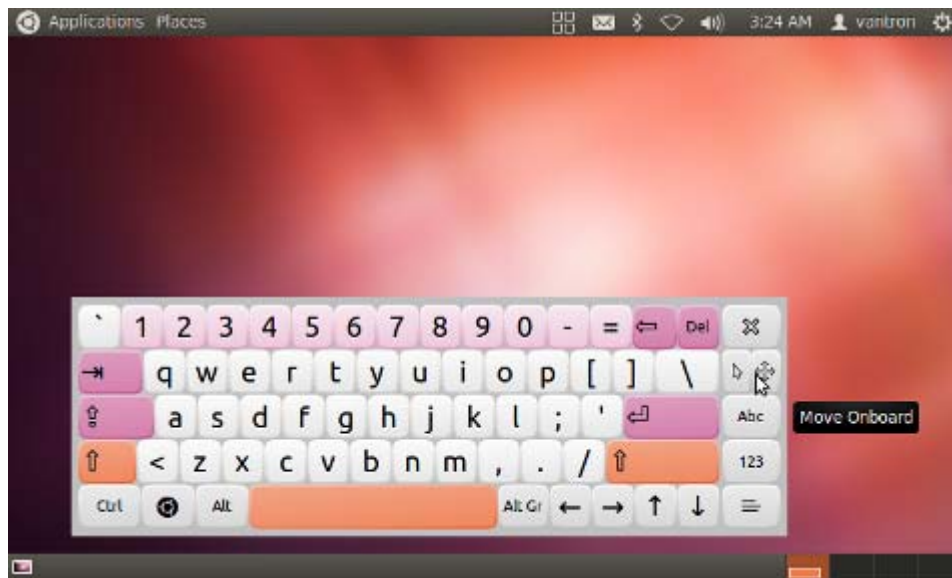 Applications Places 3:24 AM vantron
` 1 2 3 4 5 6 7 8 9 0 - = Del
q w e r t y u i o p [ ] \
a s d f g h j k l ; ' Abc
Move Onboard
< z x c v b n m , . / 123
Ctrl Alt Alt Gr